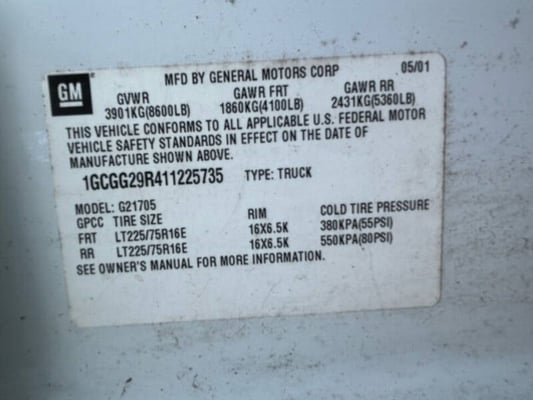 MFD BY GENERAL MOTORS CORP 05/01
GM
GVWR GAWR FRT GAWR RR
3901KG(8600LB) 1860KG(4100LB) 2431KG(5360LB)
THIS VEHICLE CONFORMS TO ALL APPLICABLE U.S. FEDERAL MOTOR
VEHICLE SAFETY STANDARDS IN EFFECT ON THE DATE OF
MANUFACTURE SHOWN ABOVE.
1GCGG29R411225735 TYPE: TRUCK
MODEL: G21705
GPCC TIRE SIZE RIM COLD TIRE PRESSURE
FRT LT225/75R16E 16X6.5K 380KPA(55PSI)
RR LT225/75R16E 16X6.5K 550KPA(80PSI)
SEE OWNER'S MANUAL FOR MORE INFORMATION.